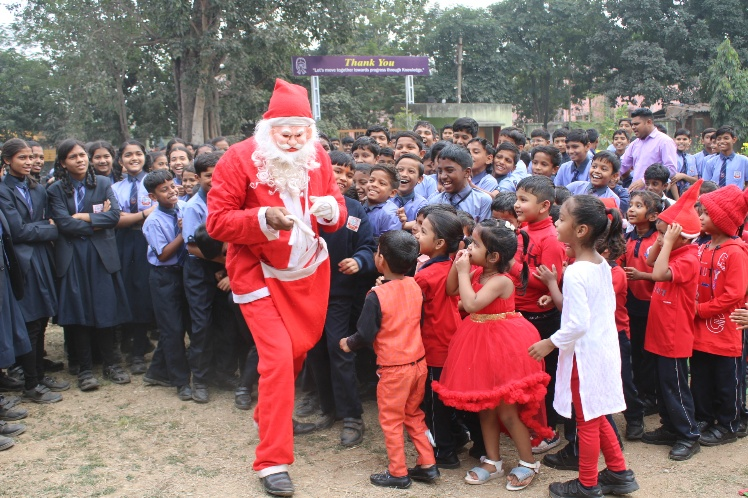 Thank You
"Let's move together towards progress through Knowledge."